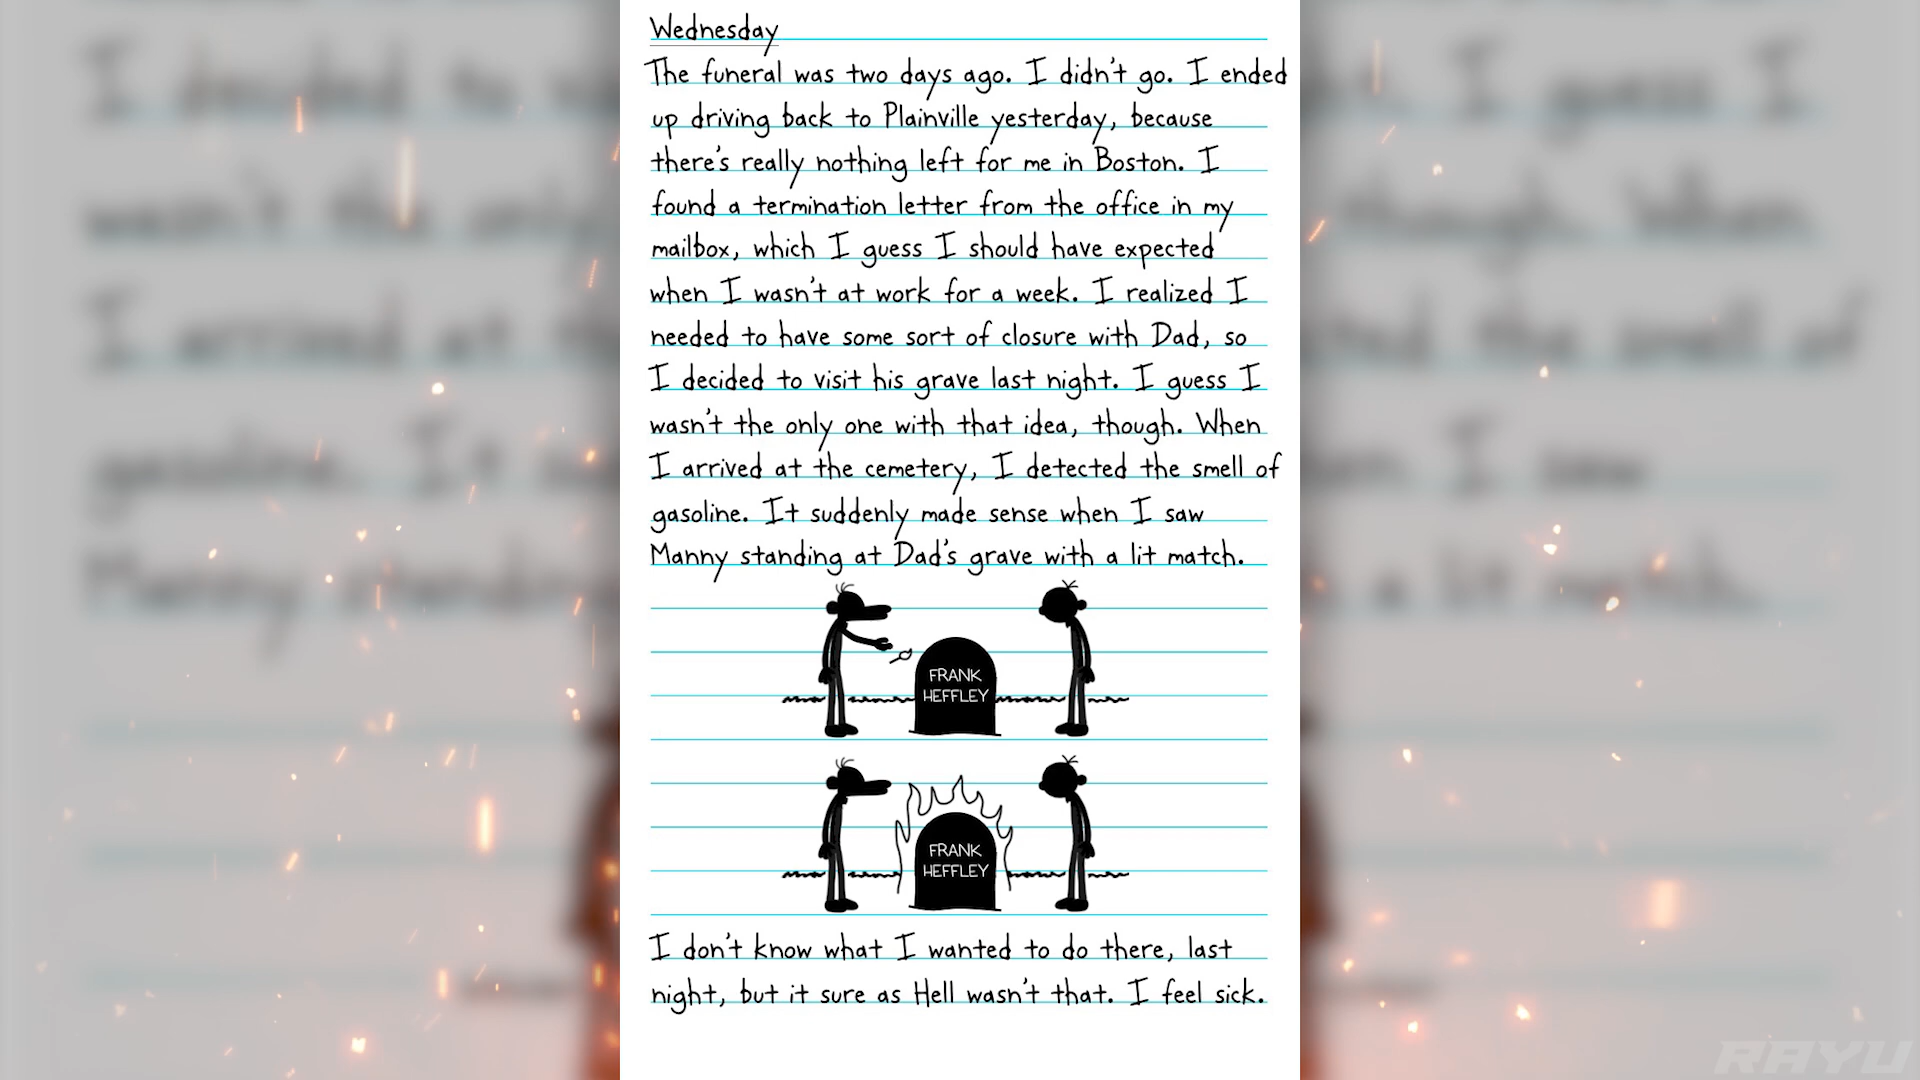 Wednesday
The funeral was two days ago. I didn't go. I ended
up driving back to Plainville yesterday, because
there's really nothing left for me in Boston. I
found a termination letter from the office in my
mailbox, which I guess I should have expected
when I wasn't at work for a week. I realized I
needed to have some sort of closure with Dad, so
I decided to visit his grave last night. I guess I
wasn't the only one with that idea, though. When
I arrived at the cemetery, I detected the smell of
gasoline. It suddenly made sense when I saw
Manny standing at Dad's grave with a lit match.
FRANK
HEFFLEY
FRANK
HEFFLEY
I don't know what I wanted to do there, last
night, but it sure as Hell wasn't that. I feel sick.
RAYU